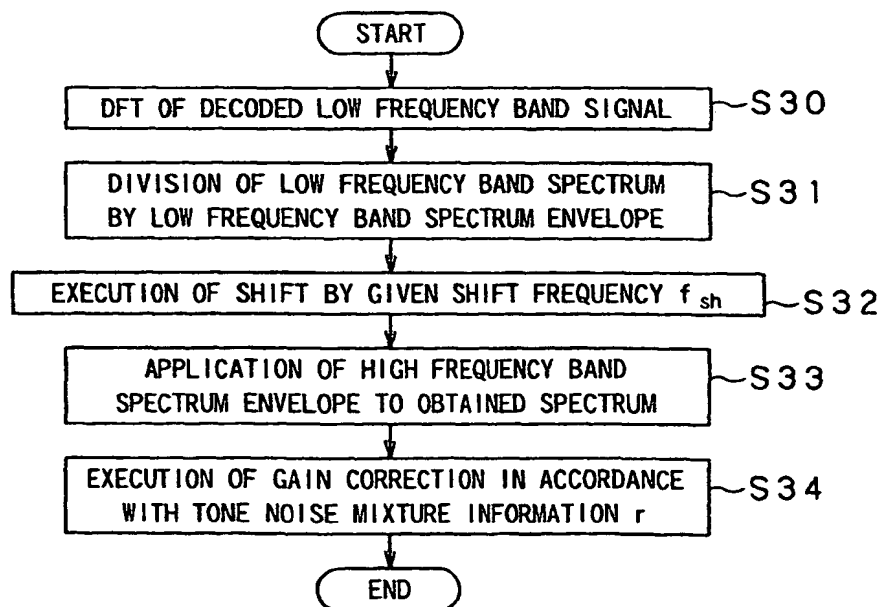 START
DFT OF DECODED LOW FREQUENCY BAND SIGNAL
S30
DIVISION OF LOW FREQUENCY BAND SPECTRUM
BY LOW FREQUENCY BAND SPECTRUM ENVELOPE
S31
EXECUTION OF SHIFT BY GIVEN SHIFT FREQUENCY f sh
S32
APPLICATION OF HIGH FREQUENCY BAND
SPECTRUM ENVELOPE TO OBTAINED SPECTRUM
S33
EXECUTION OF GAIN CORRECTION IN ACCORDANCE
WITH TONE NOISE MIXTURE INFORMATION r
S34
END